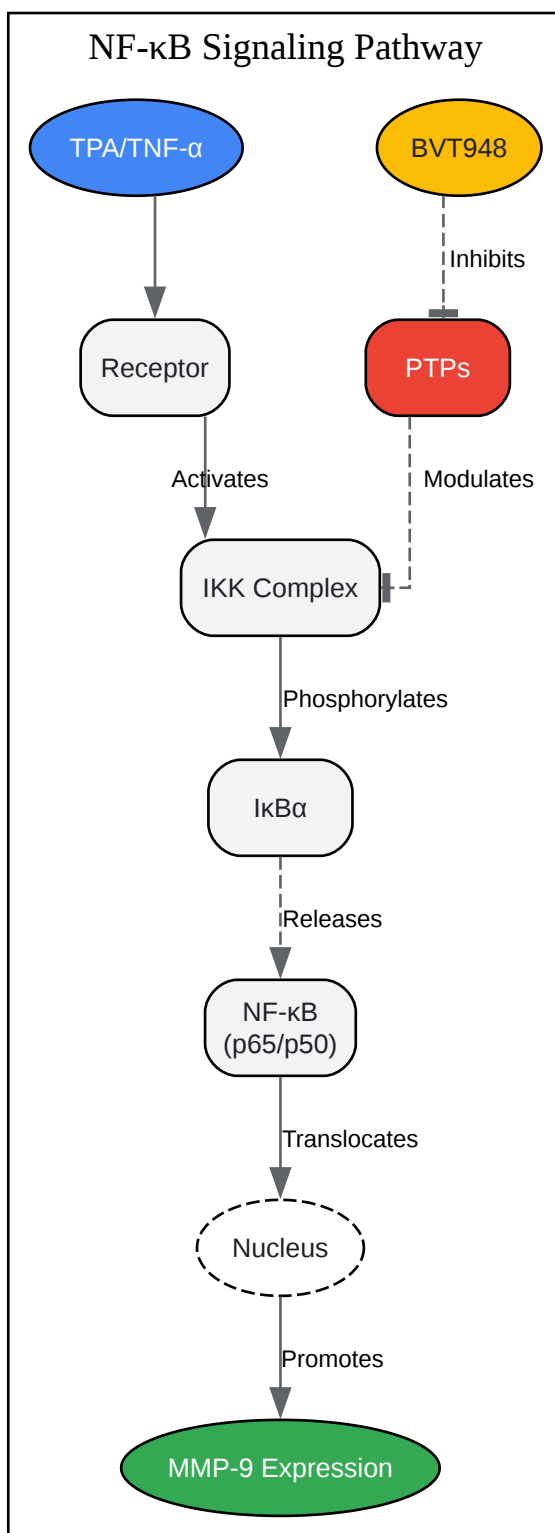 NF-κB Signaling Pathway
TPA/TNF-α
BVT948
Inhibits
Receptor
PTPs
Activates
Modulates
IKK Complex
Phosphorylates
IκBα
Releases
NF-κB
(p65/p50)
Translocates
Nucleus
Promotes
MMP-9 Expression